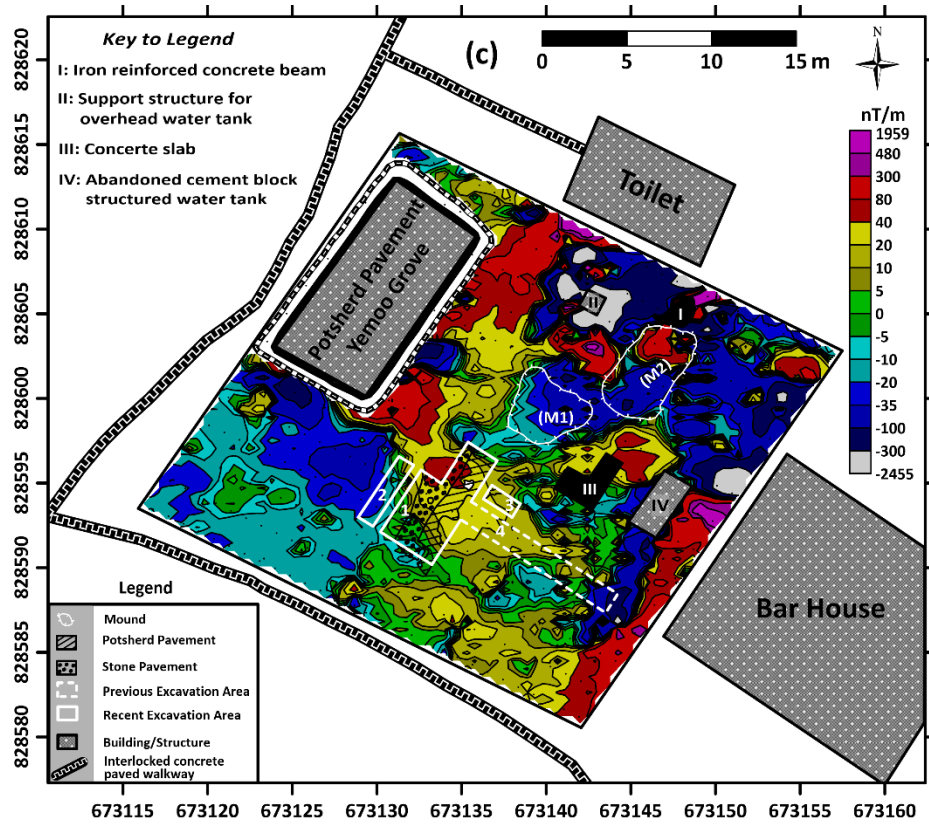 Key to Legend
I: Iron reinforced concrete beam
II: Support structure for
overhead water tank
III: Concerte slab
IV: Abandoned cement block
structured water tank
(c)
0 5 10 15 m
N
nT/m
1959
480
300
80
40
20
10
5
0
-5
-10
-20
-35
-100
-300
-2455
Toilet
Potsherd Pavement
Yemoo Grove
II
I
(M1)
(M2)
III
IV
2
1
3
4
Bar House
Legend
Mound
Potsherd Pavement
Stone Pavement
Previous Excavation Area
Recent Excavation Area
Building/Structure
Interlocked concrete
paved walkway
828620
828615
828610
828605
828600
828595
828590
828585
828580
673115 673120 673125 673130 673135 673140 673145 673150 673155 673160